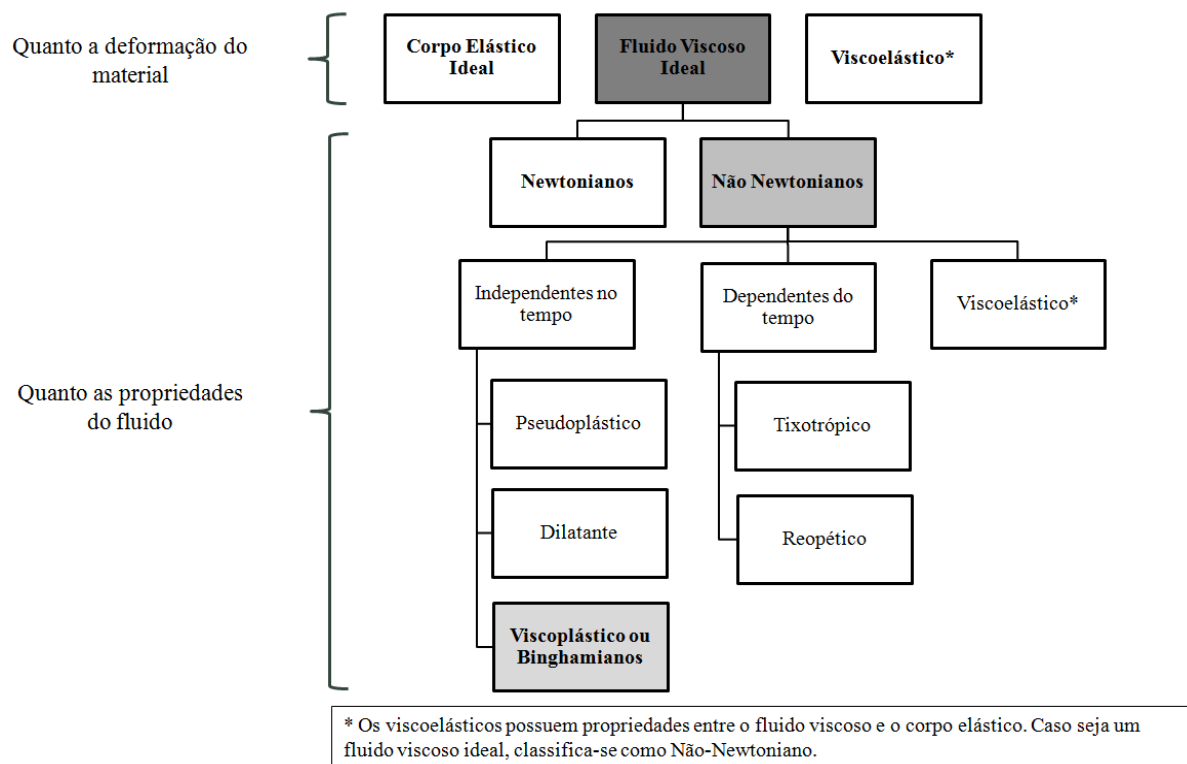 Quanto a deformação do
material
Corpo Elástico
Ideal
Fluido Viscoso
Ideal
Viscoelástico*
Quanto as propriedades
do fluido
Newtonianos
Não Newtonianos
Independentes no
tempo
Dependentes do
tempo
Viscoelástico*
Pseudoplástico
Tixotrópico
Dilatante
Reopético
Viscoplástico ou
Binghamianos
* Os viscoelásticos possuem propriedades entre o fluido viscoso e o corpo elástico. Caso seja um
fluido viscoso ideal, classifica-se como Não-Newtoniano.